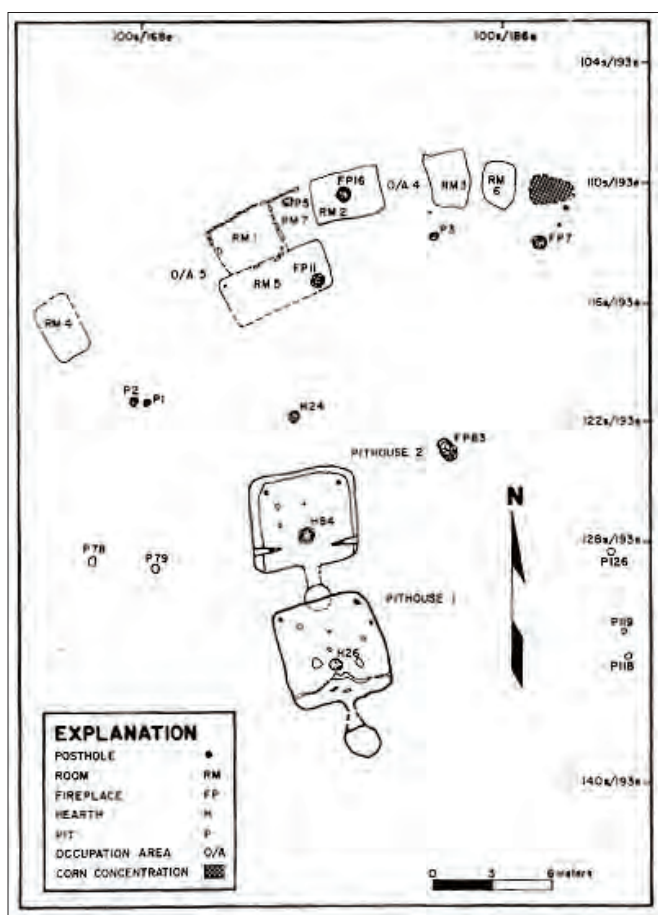 100s/168e
100s/186e
104s/193e
FP16
O/A 4
RM 3
RM 6
110s/193e
P5
RM 7
RM 2
RM 1
P3
FP7
O/A 5
FP11
RM 5
116s/193e
RM 4
P2
P1
H24
122s/193e
FP83
PITHOUSE 2
N
H84
P78
P79
128s/193e
P126
PITHOUSE 1
P119
H26
P118
EXPLANATION
POSTHOLE
ROOM RM
FIREPLACE FP
HEARTH H
PIT P
OCCUPATION AREA O/A
CORN CONCENTRATION
140s/193e
0 3 6 meters